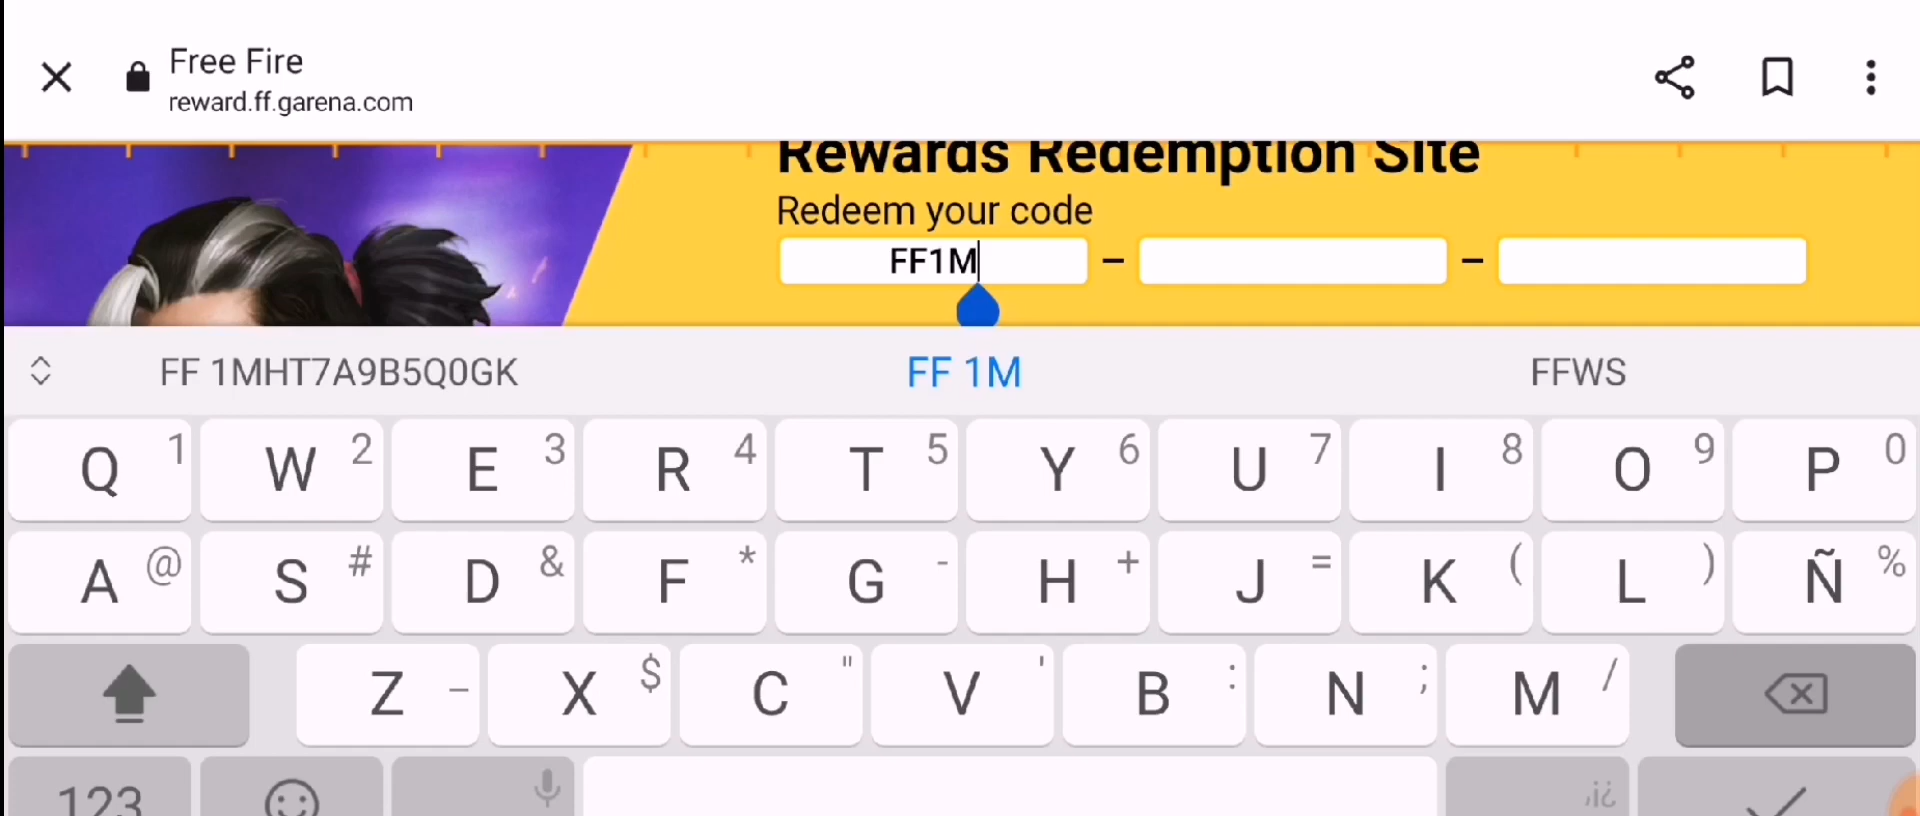 Free Fire
reward.ff.garena.com
Rewards Redemption Site
Redeem your code
FF1M – –
FF 1MHT7A9B5Q0GK FF 1M FFWS
Q 1 W 2 E 3 R 4 T 5 Y 6 U 7 I 8 O 9 P 0
A @ S # D & F * G - H + J = K ( L ) Ñ %
Z _ X $ C " V ' B : N ; M /
123 ,¡¿